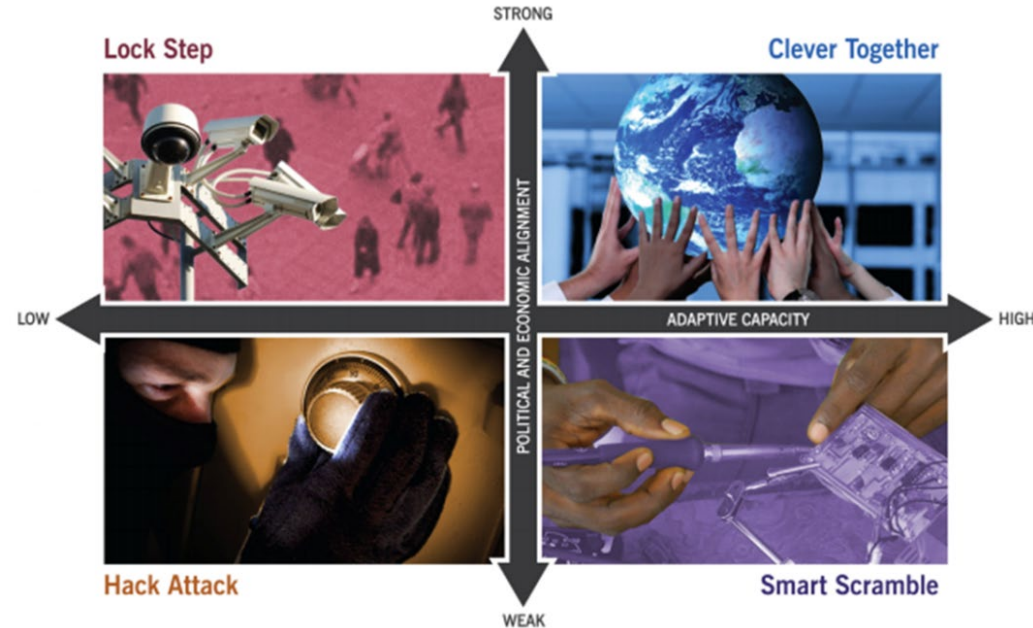 STRONG
Lock Step
Clever Together
POLITICAL AND ECONOMIC ALIGNMENT
LOW
ADAPTIVE CAPACITY
HIGH
Hack Attack
Smart Scramble
WEAK